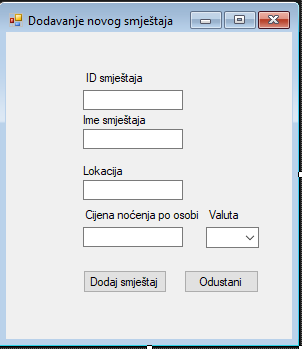 Dodavanje novog smještaja
ID smještaja
Ime smještaja
Lokacija
Cijena noćenja po osobi Valuta
Dodaj smještaj Odustani